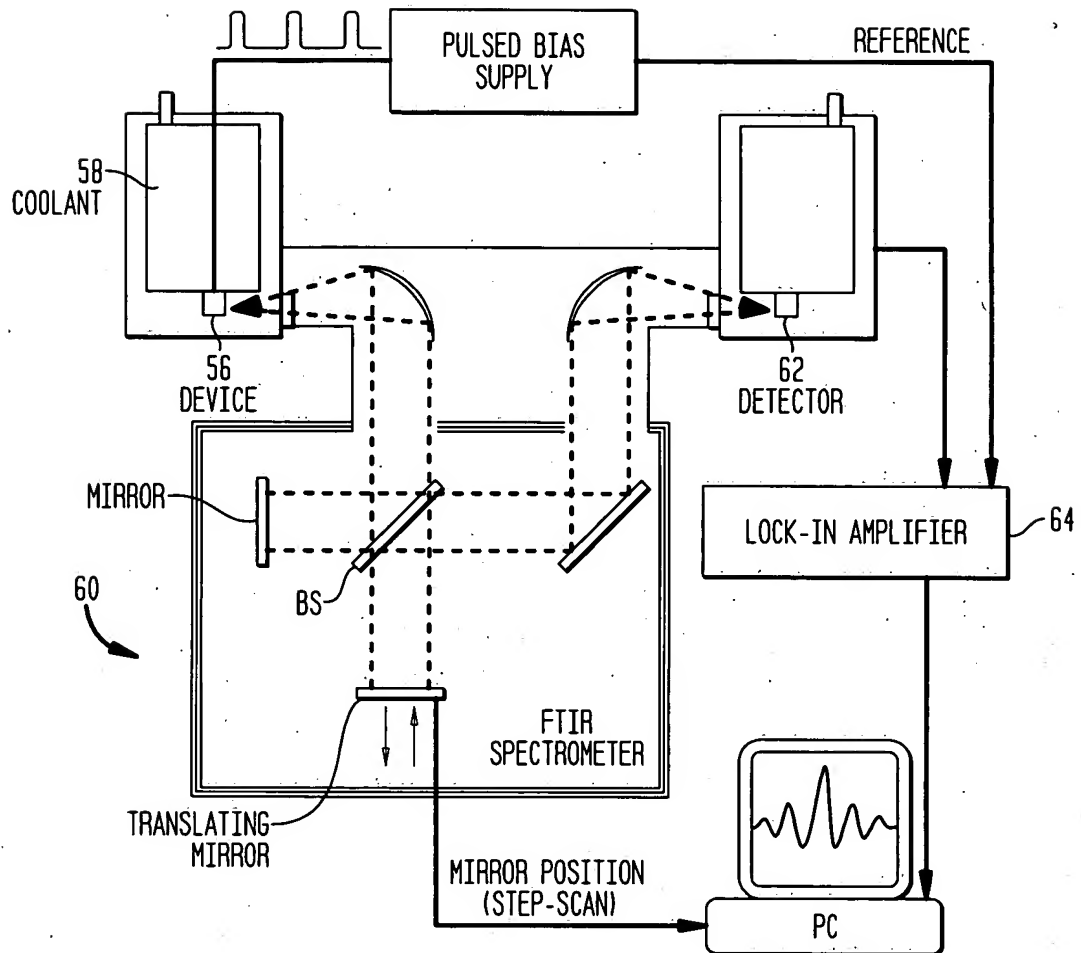 PULSED BIAS
SUPPLY
REFERENCE
58
COOLANT
56
DEVICE
62
DETECTOR
MIRROR
BS
LOCK-IN AMPLIFIER
64
60
FTIR
SPECTROMETER
TRANSLATING
MIRROR
MIRROR POSITION
(STEP-SCAN)
PC